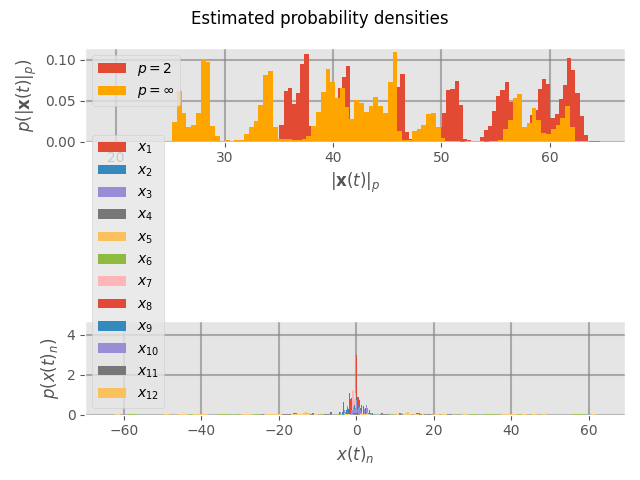 Estimated probability densities
p(|x(t)|_p)
0.10
0.05
0.00
p = 2
p = ∞
20
30
40
50
60
|x(t)|_p
x_1
x_2
x_3
x_4
x_5
x_6
x_7
x_8
x_9
x_10
x_11
x_12
p(x(t)_n)
4
2
0
−60
−40
−20
0
20
40
60
x(t)_n